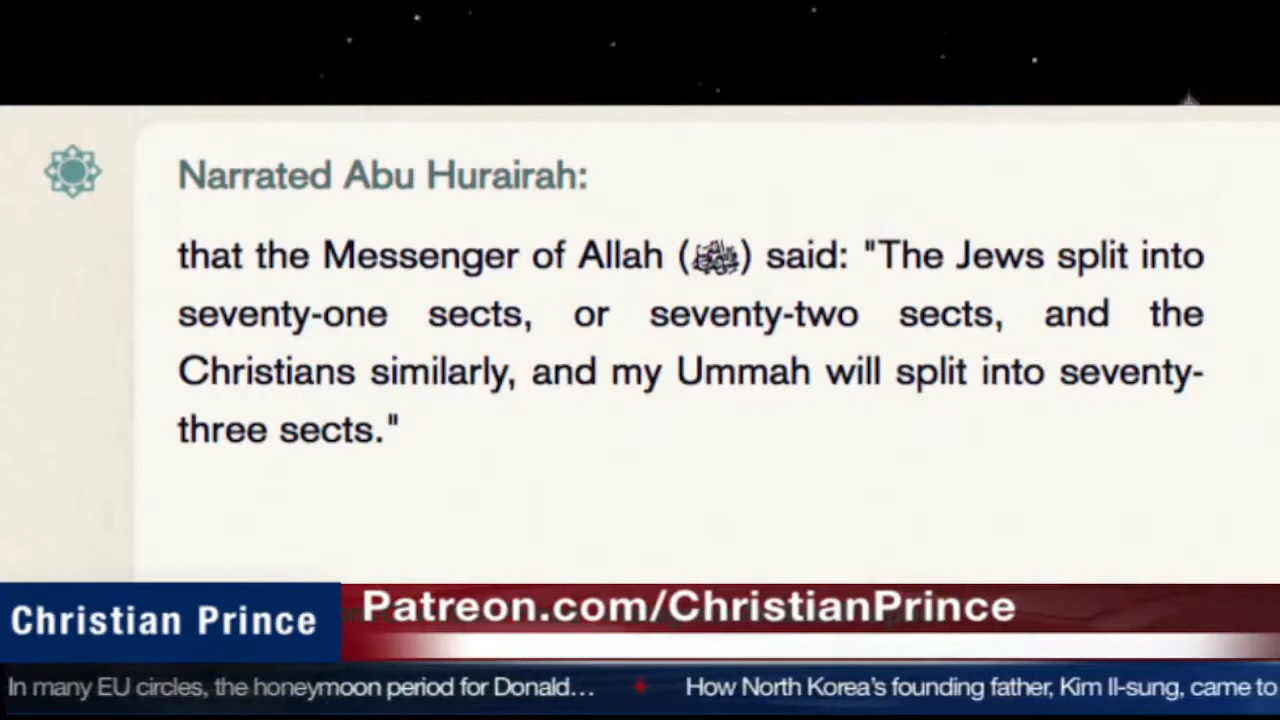 Narrated Abu Hurairah:
that the Messenger of Allah (ﷺ) said: "The Jews split into
seventy-one sects, or seventy-two sects, and the
Christians similarly, and my Ummah will split into seventy-
three sects."
Christian Prince
Patreon.com/ChristianPrince
In many EU circles, the honeymoon period for Donald... How North Korea's founding father, Kim Il-sung, came to